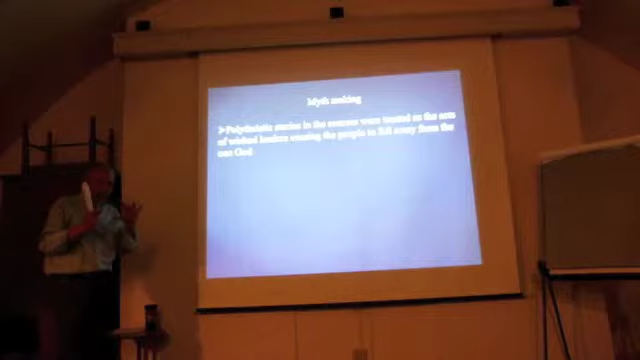 Myth making
➢Polytheistic stories in the sources were treated as the acts
of wicked leaders causing the people to fall away from the
one God